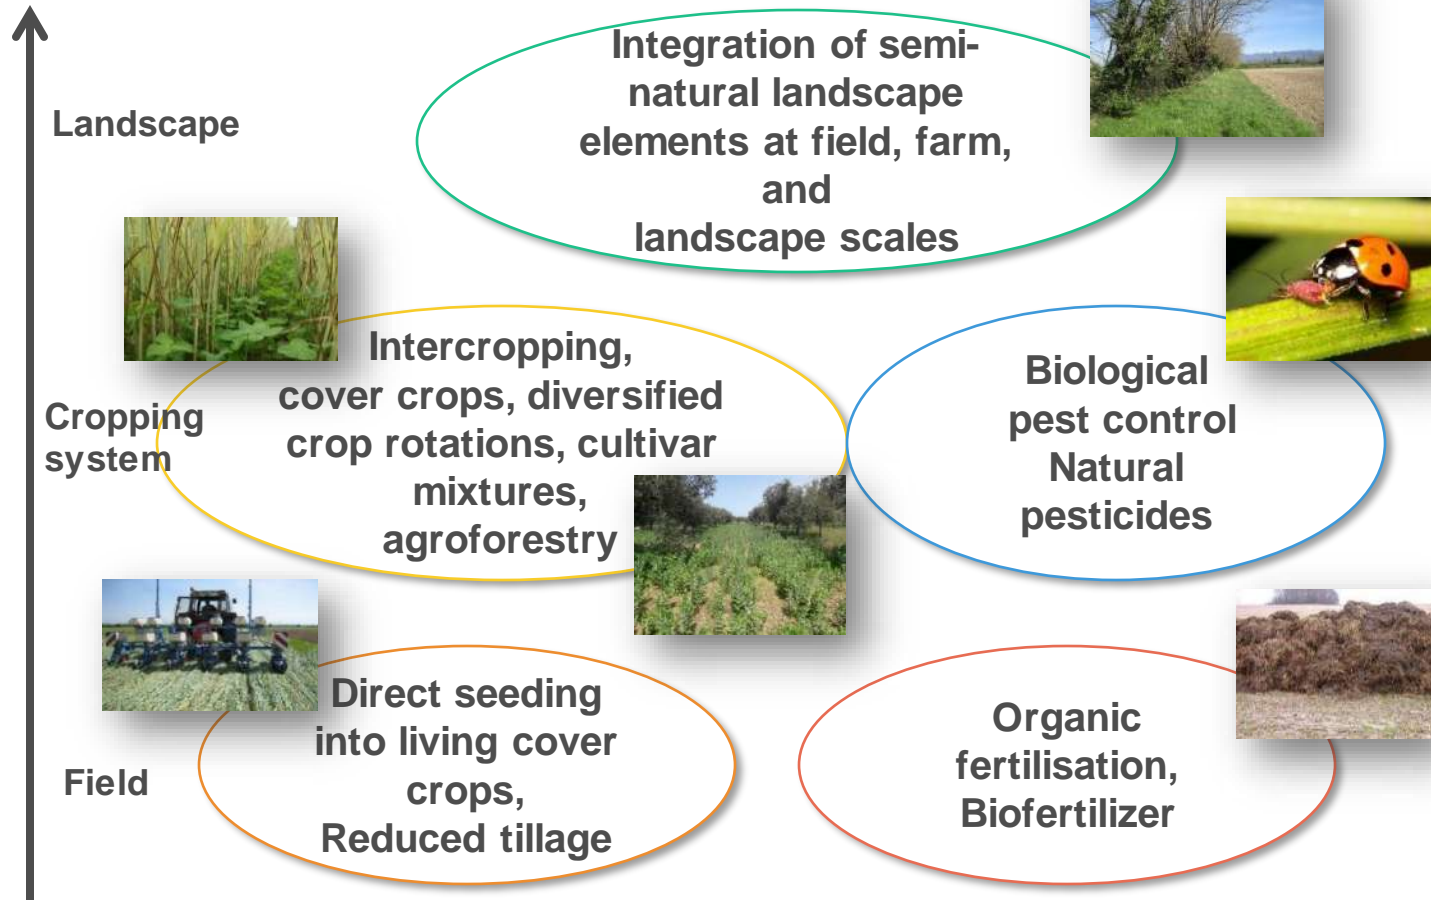 Landscape
Integration of semi-
natural landscape
elements at field, farm,
and
landscape scales
Cropping
system
Intercropping,
cover crops, diversified
crop rotations, cultivar
mixtures,
agroforestry
Biological
pest control
Natural
pesticides
Field
Direct seeding
into living cover
crops,
Reduced tillage
Organic
fertilisation,
Biofertilizer